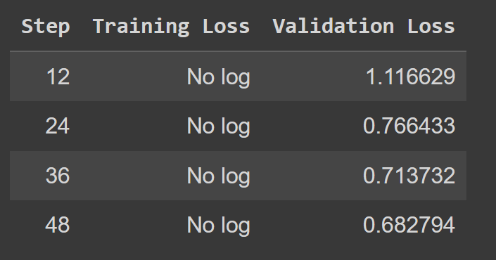 Step Training Loss Validation Loss
12 No log 1.116629
24 No log 0.766433
36 No log 0.713732
48 No log 0.682794